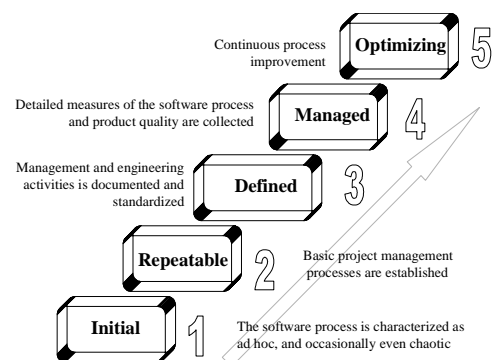 Continuous process
improvement
Optimizing
5
Detailed measures of the software process
and product quality are collected
Managed
4
Management and engineering
activities is documented and
standardized
Defined
3
Repeatable
2
Basic project management
processes are established
Initial
1
The software process is characterized as
ad hoc, and occasionally even chaotic